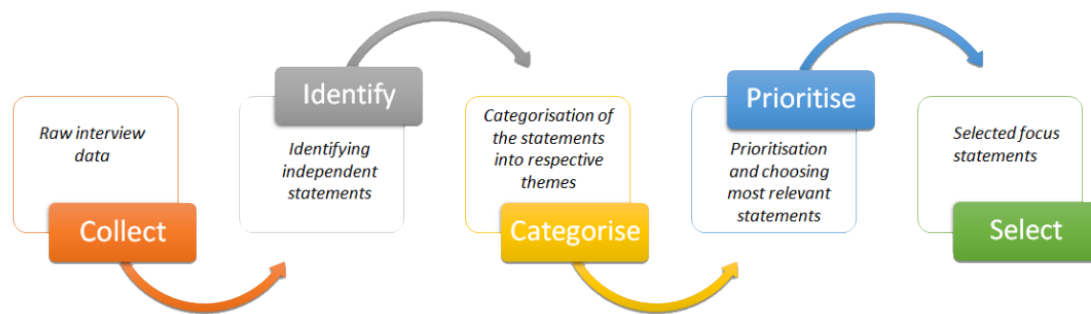 Raw interview
data
Collect
Identify
Identifying
independent
statements
Categorisation of
the statements
into respective
themes
Categorise
Prioritise
Prioritisation
and choosing
most relevant
statements
Selected focus
statements
Select